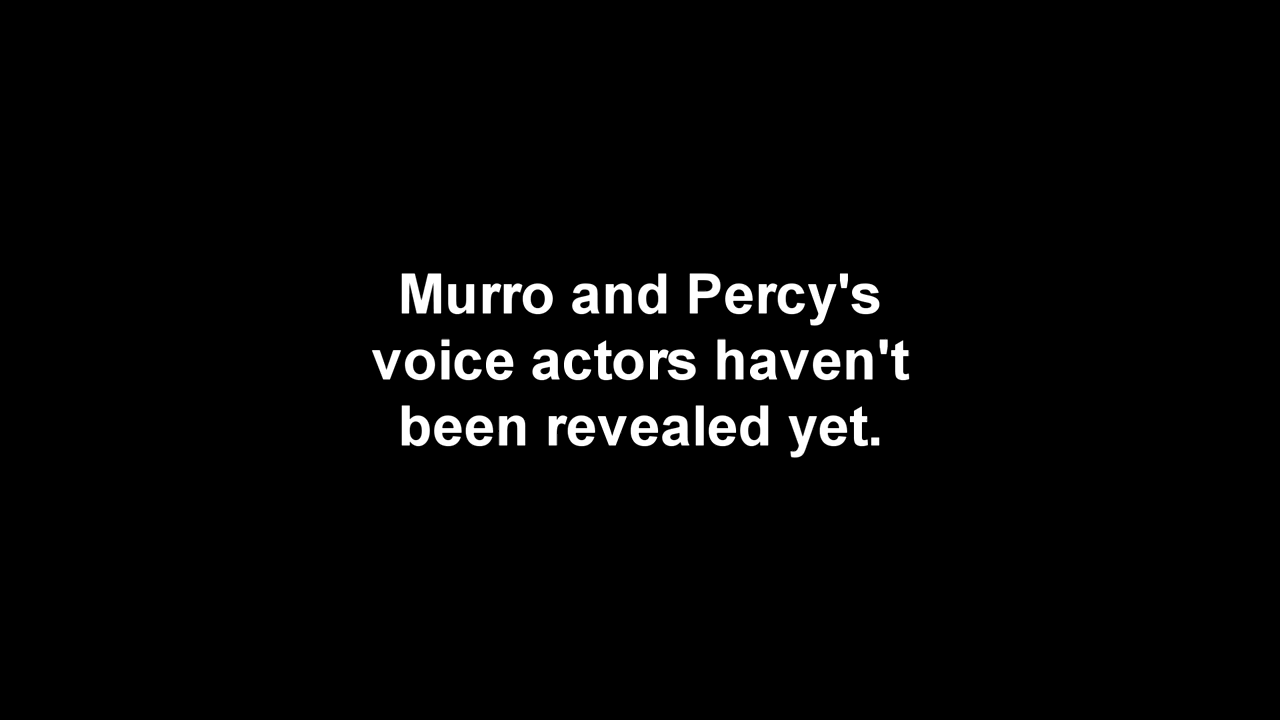 Murro and Percy's
voice actors haven't
been revealed yet.